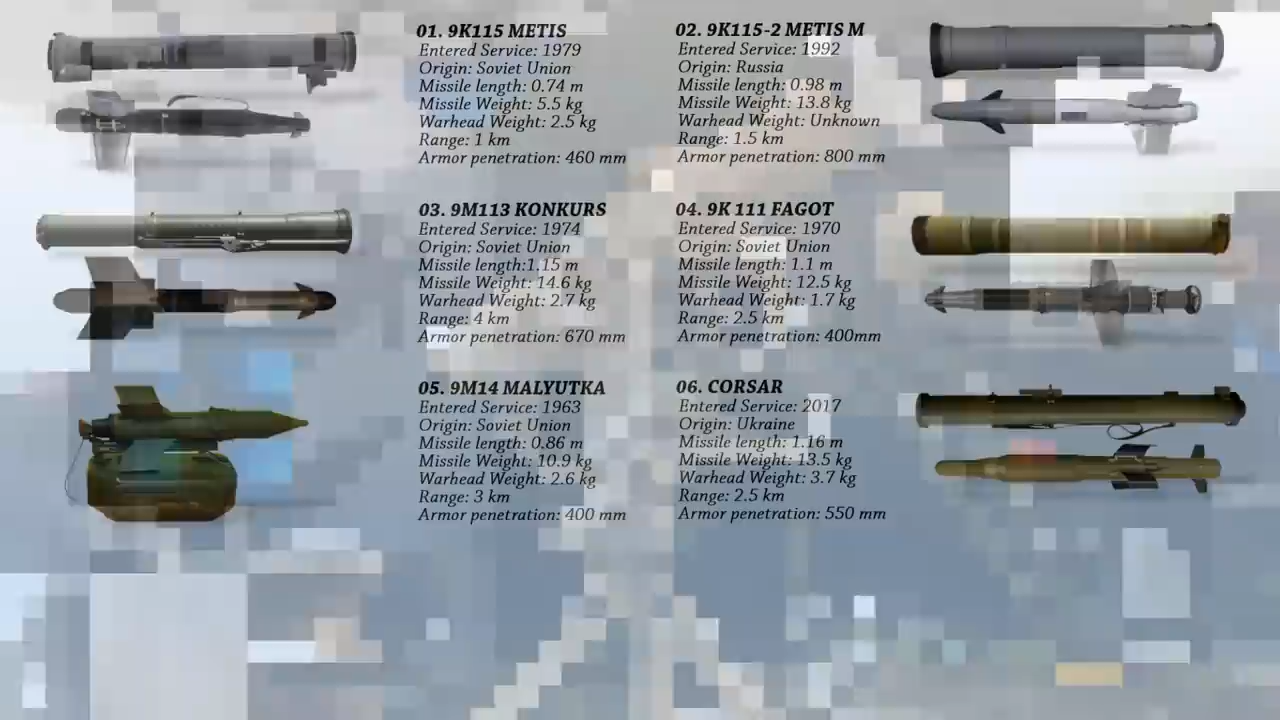 01. 9K115 METIS
Entered Service: 1979
Origin: Soviet Union
Missile length: 0.74 m
Missile Weight: 5.5 kg
Warhead Weight: 2.5 kg
Range: 1 km
Armor penetration: 460 mm
02. 9K115-2 METIS M
Entered Service: 1992
Origin: Russia
Missile length: 0.98 m
Missile Weight: 13.8 kg
Warhead Weight: Unknown
Range: 1.5 km
Armor penetration: 800 mm
03. 9M113 KONKURS
Entered Service: 1974
Origin: Soviet Union
Missile length:1.15 m
Missile Weight: 14.6 kg
Warhead Weight: 2.7 kg
Range: 4 km
Armor penetration: 670 mm
04. 9K 111 FAGOT
Entered Service: 1970
Origin: Soviet Union
Missile length: 1.1 m
Missile Weight: 12.5 kg
Warhead Weight: 1.7 kg
Range: 2.5 km
Armor penetration: 400mm
05. 9M14 MALYUTKA
Entered Service: 1963
Origin: Soviet Union
Missile length: 0.86 m
Missile Weight: 10.9 kg
Warhead Weight: 2.6 kg
Range: 3 km
Armor penetration: 400 mm
06. CORSAR
Entered Service: 2017
Origin: Ukraine
Missile length: 1.16 m
Missile Weight: 13.5 kg
Warhead Weight: 3.7 kg
Range: 2.5 km
Armor penetration: 550 mm